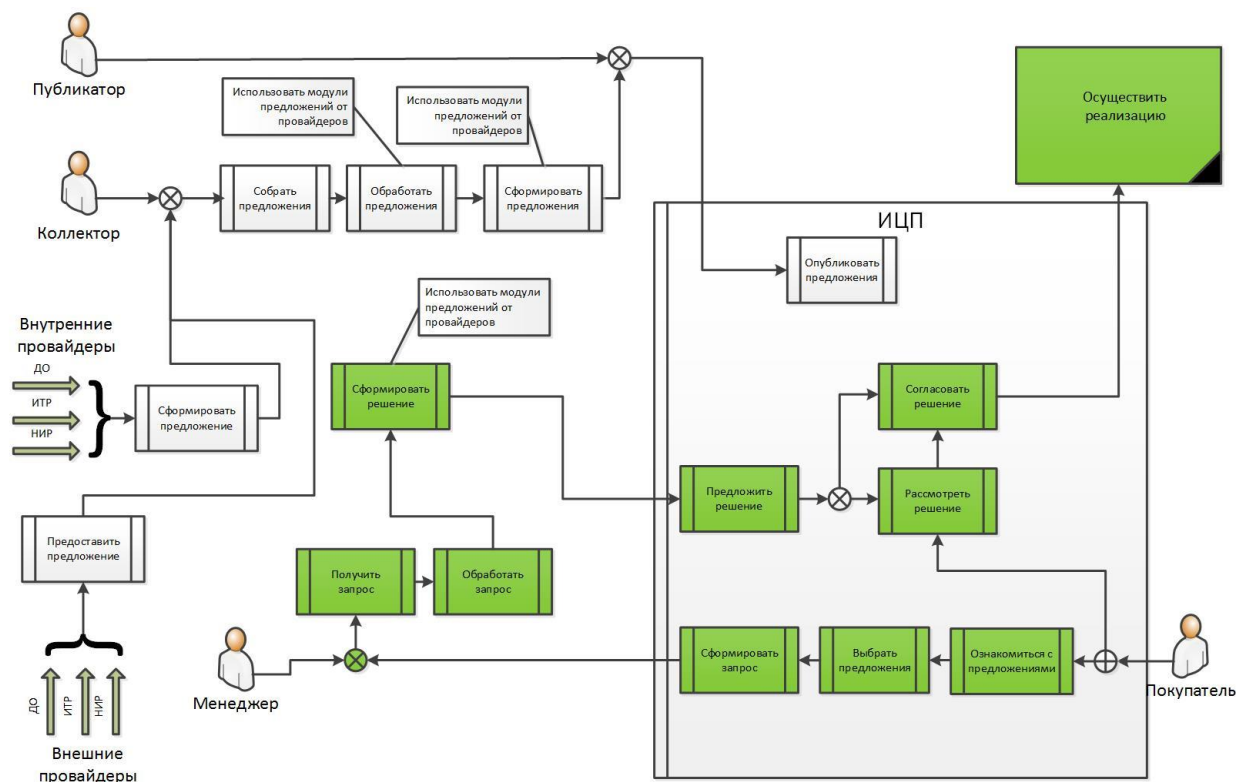 Публикатор
Использовать модули
предложений от
провайдеров
Использовать модули
предложений от
провайдеров
Осуществить
реализацию
Коллектор
Собрать
предложения
Обработать
предложения
Сформировать
предложения
ИЦП
Опубликовать
предложения
Использовать модули
предложений от
провайдеров
Внутренние
провайдеры
ДО
ИТР
НИР
Сформировать
предложение
Сформировать
решение
Согласовать
решение
Предложить
решение
Рассмотреть
решение
Предоставить
предложение
Получить
запрос
Обработать
запрос
Сформировать
запрос
Выбрать
предложения
Ознакомиться с
предложениями
Покупатель
Менеджер
ДО
ИТР
НИР
Внешние
провайдеры